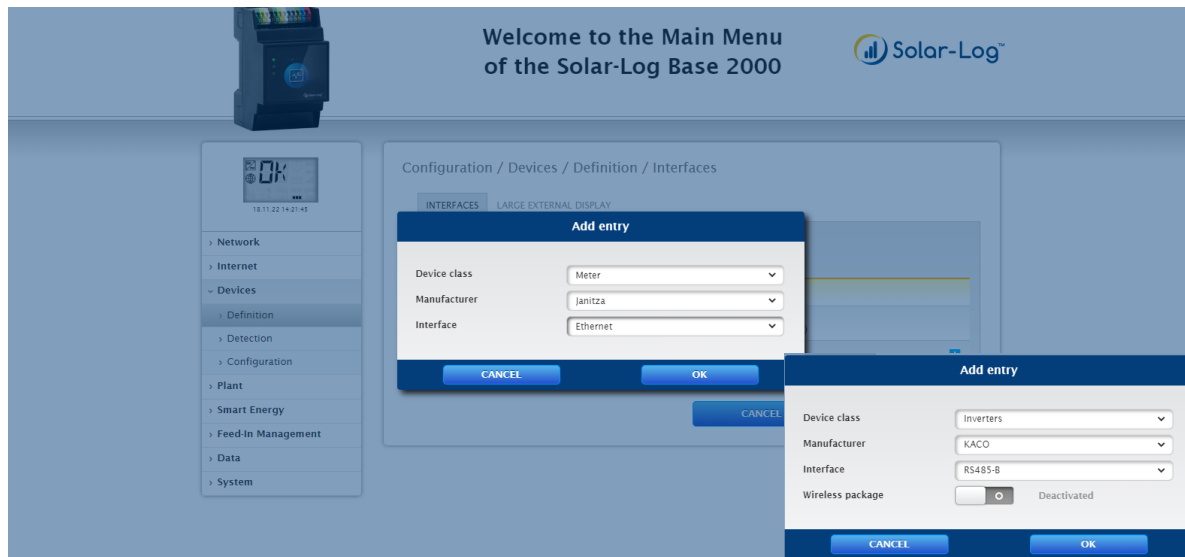 Welcome to the Main Menu
of the Solar-Log Base 2000
Solar-Log™
OK
18.11.22 14:21:45
Configuration / Devices / Definition / Interfaces
INTERFACES LARGE EXTERNAL DISPLAY
› Network
› Internet
Devices
› Definition
› Detection
› Configuration
› Plant
› Smart Energy
› Feed-In Management
› Data
› System
Add entry
Device class Meter
Manufacturer Janitza
Interface Ethernet
CANCEL OK
CANCEL
Add entry
Device class Inverters
Manufacturer KACO
Interface RS485-B
Wireless package O Deactivated
CANCEL OK